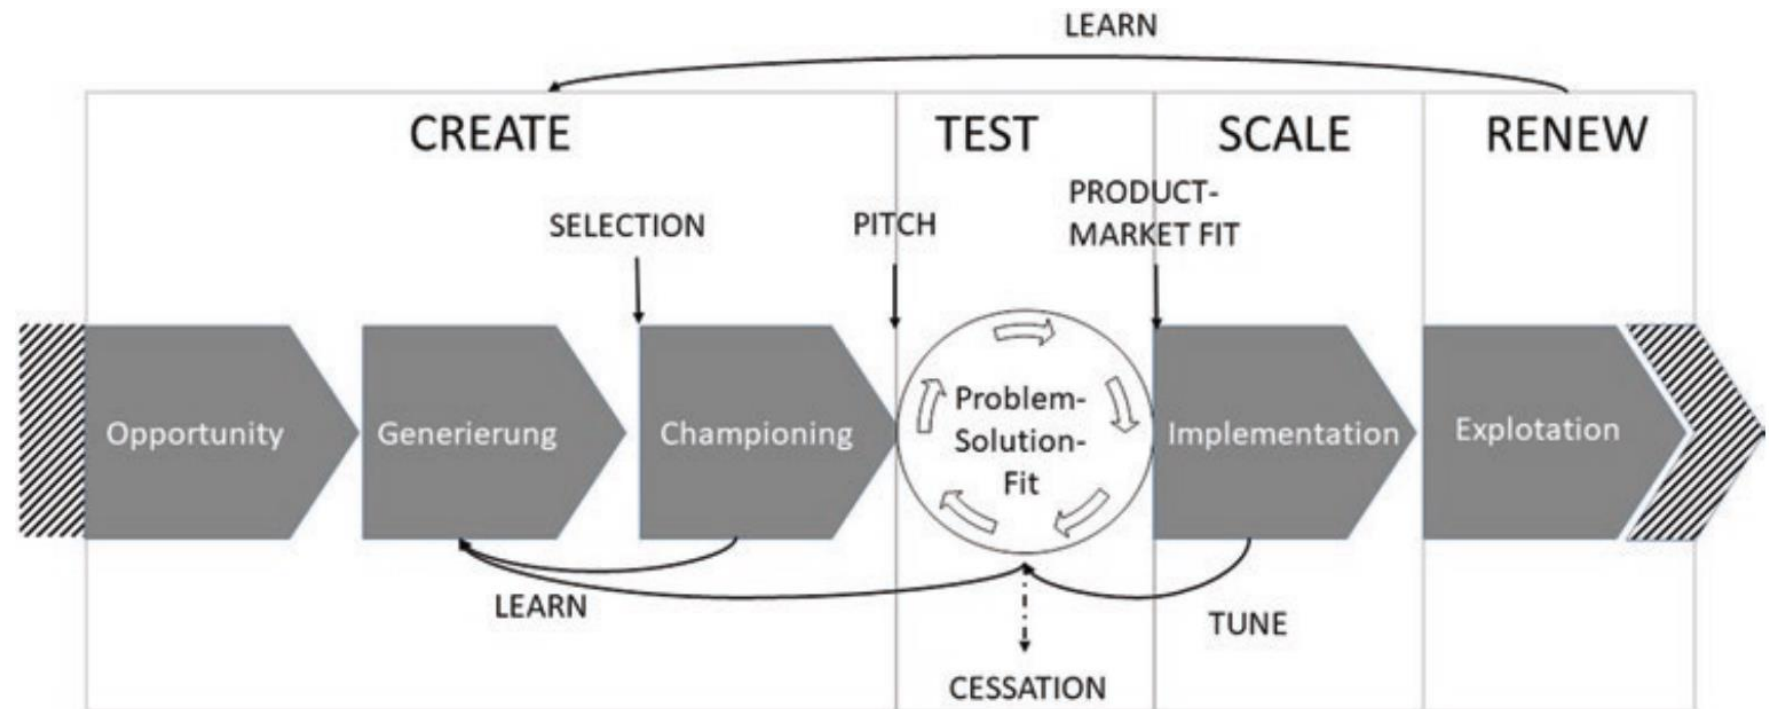 LEARN
CREATE
TEST
SCALE
RENEW
SELECTION
PITCH
PRODUCT-
MARKET FIT
Opportunity
Generierung
Championing
Problem-
Solution-
Fit
Implementation
Explotation
LEARN
TUNE
CESSATION